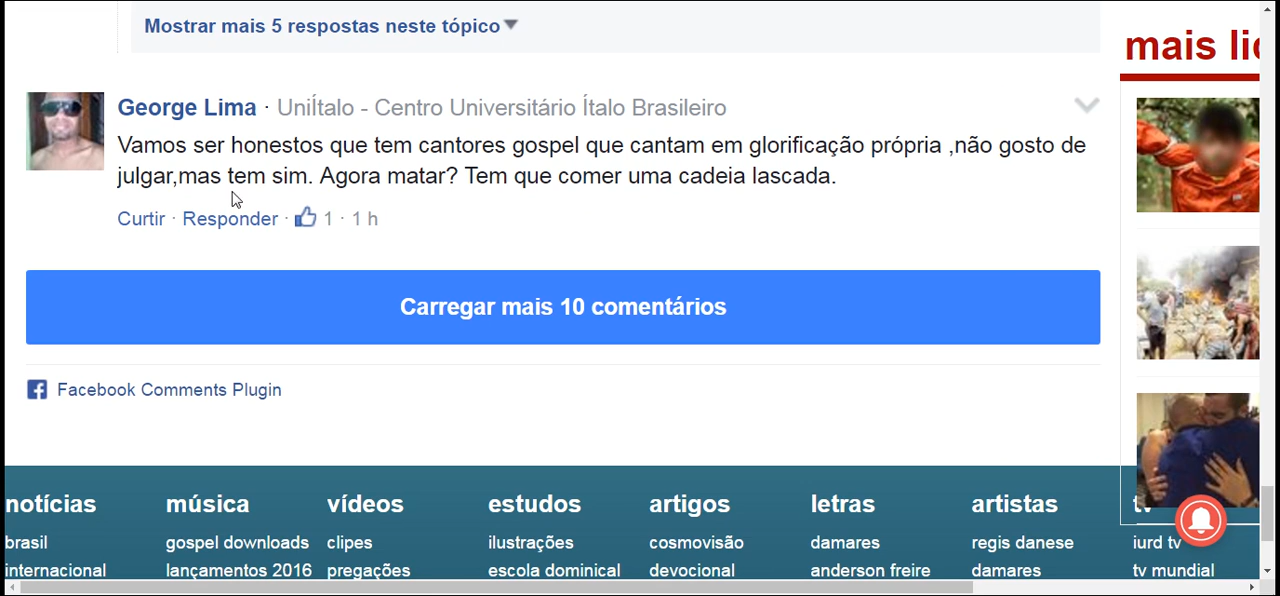 Mostrar mais 5 respostas neste tópico
mais
George Lima · UniÍtalo - Centro Universitário Ítalo Brasileiro
Vamos ser honestos que tem cantores gospel que cantam em glorificação própria ,não gosto de
julgar,mas tem sim. Agora matar? Tem que comer uma cadeia lascada.
Curtir · Responder · 1 · 1 h
Carregar mais 10 comentários
Facebook Comments Plugin
notícias música vídeos estudos artigos letras artistas
brasil gospel downloads clipes ilustrações cosmovisão damares regis danese iurd tv
internacional lançamentos 2016 pregações escola dominical devocional anderson freire damares tv mundial